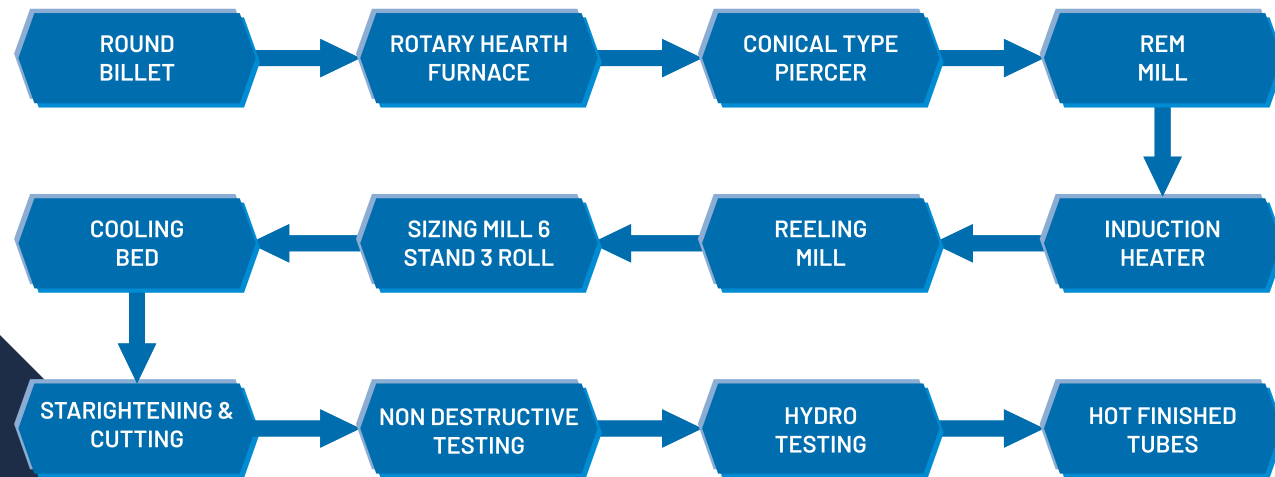 ROUND
BILLET
ROTARY HEARTH
FURNACE
CONICAL TYPE
PIERCER
REM
MILL
INDUCTION
HEATER
REELING
MILL
SIZING MILL 6
STAND 3 ROLL
COOLING
BED
STARIGHTENING &
CUTTING
NON DESTRUCTIVE
TESTING
HYDRO
TESTING
HOT FINISHED
TUBES